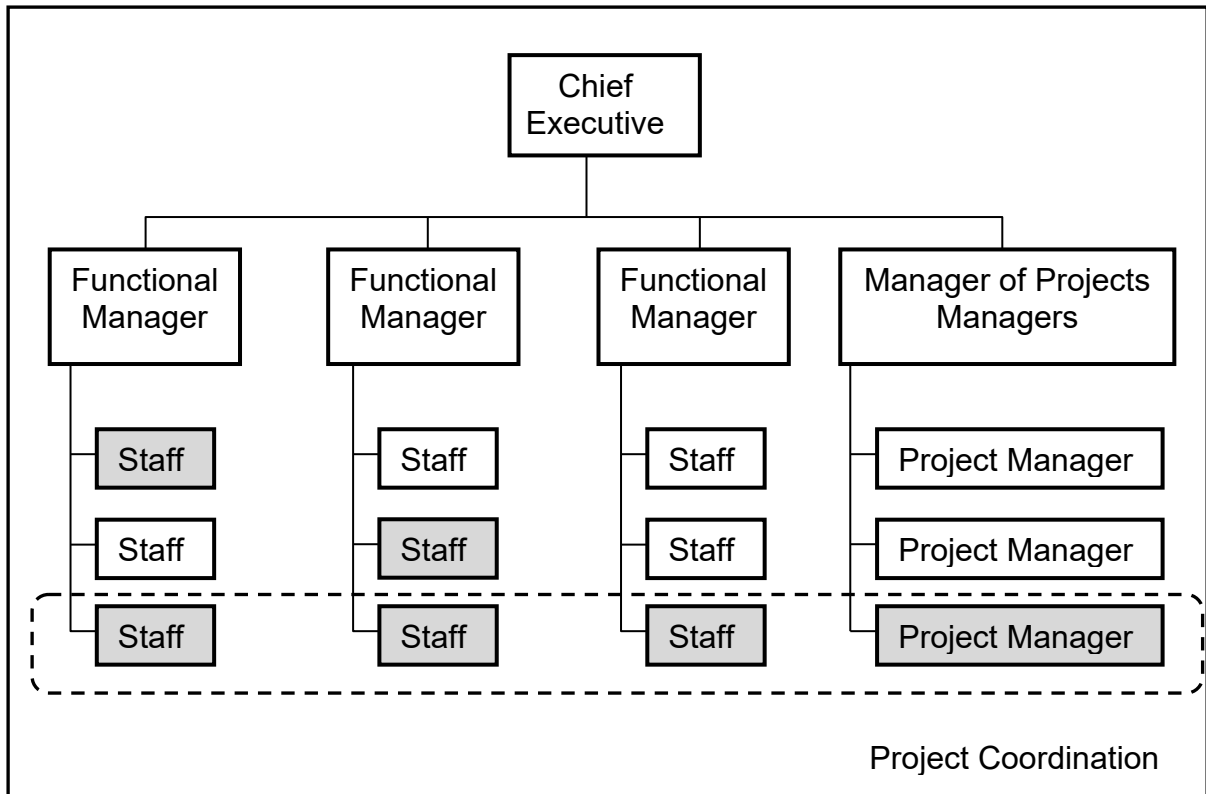 Chief
Executive
Functional
Manager
Functional
Manager
Functional
Manager
Manager of Projects
Managers
Staff
Staff
Staff
Project Manager
Staff
Staff
Staff
Project Manager
Staff
Staff
Staff
Project Manager
Project Coordination